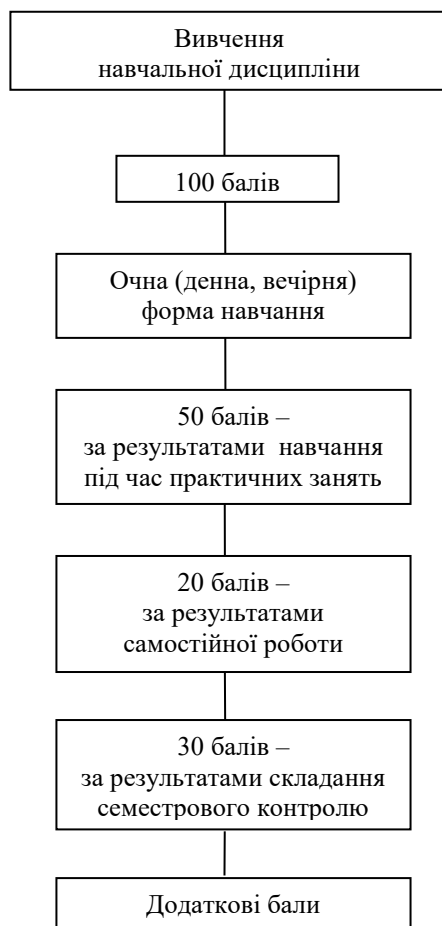 Вивчення
навчальної дисципліни
100 балів
Очна (денна, вечірня)
форма навчання
50 балів –
за результатами навчання
під час практичних занять
20 балів –
за результатами
самостійної роботи
30 балів –
за результатами складання
семестрового контролю
Додаткові бали